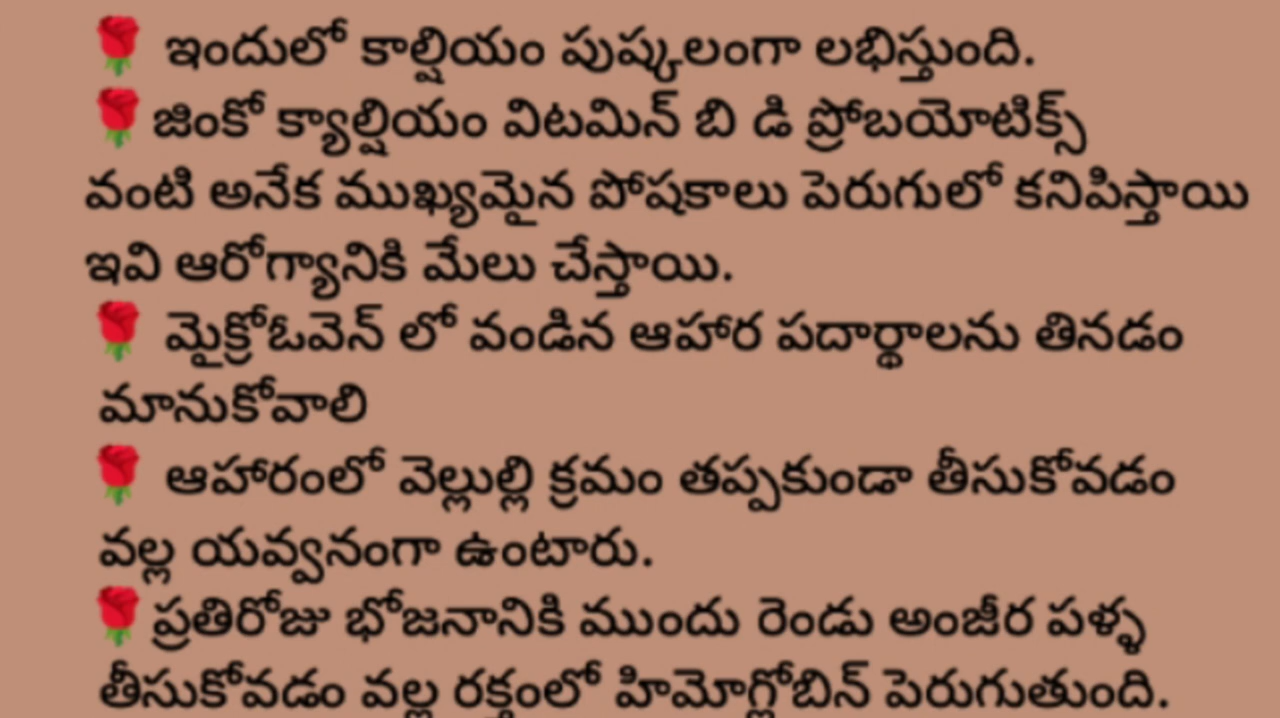 🌹 ఇందులో కాల్షియం పుష్కలంగా లభిస్తుంది.
🌹జింకో క్యాల్షియం విటమిన్ బి డి ప్రోబయోటిక్స్
వంటి అనేక ముఖ్యమైన పోషకాలు పెరుగులో కనిపిస్తాయి
ఇవి ఆరోగ్యానికి మేలు చేస్తాయి.
🌹 మైక్రోఓవెన్ లో వండిన ఆహార పదార్థాలను తినడం
మానుకోవాలి
🌹 ఆహారంలో వెల్లుల్లి క్రమం తప్పకుండా తీసుకోవడం
వల్ల యవ్వనంగా ఉంటారు.
🌹ప్రతిరోజు భోజనానికి ముందు రెండు అంజీర పళ్ళ
తీసుకోవడం వల్ల రక్తంలో హిమోగ్లోబిన్ పెరుగుతుంది.